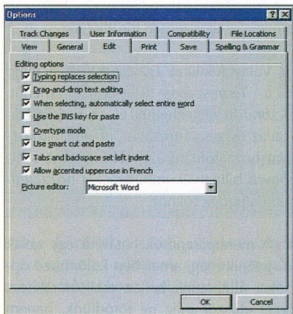 Options
Track Changes User Information Compatibility File Locations
View General Edit Print Save Spelling & Grammar
Editing options
Typing replaces selection
Drag-and-drop text editing
When selecting, automatically select entire word
Use the INS key for paste
Overtype mode
Use smart cut and paste
Tabs and backspace set left indent
Allow accented uppercase in French
Picture editor: Microsoft Word
OK Cancel